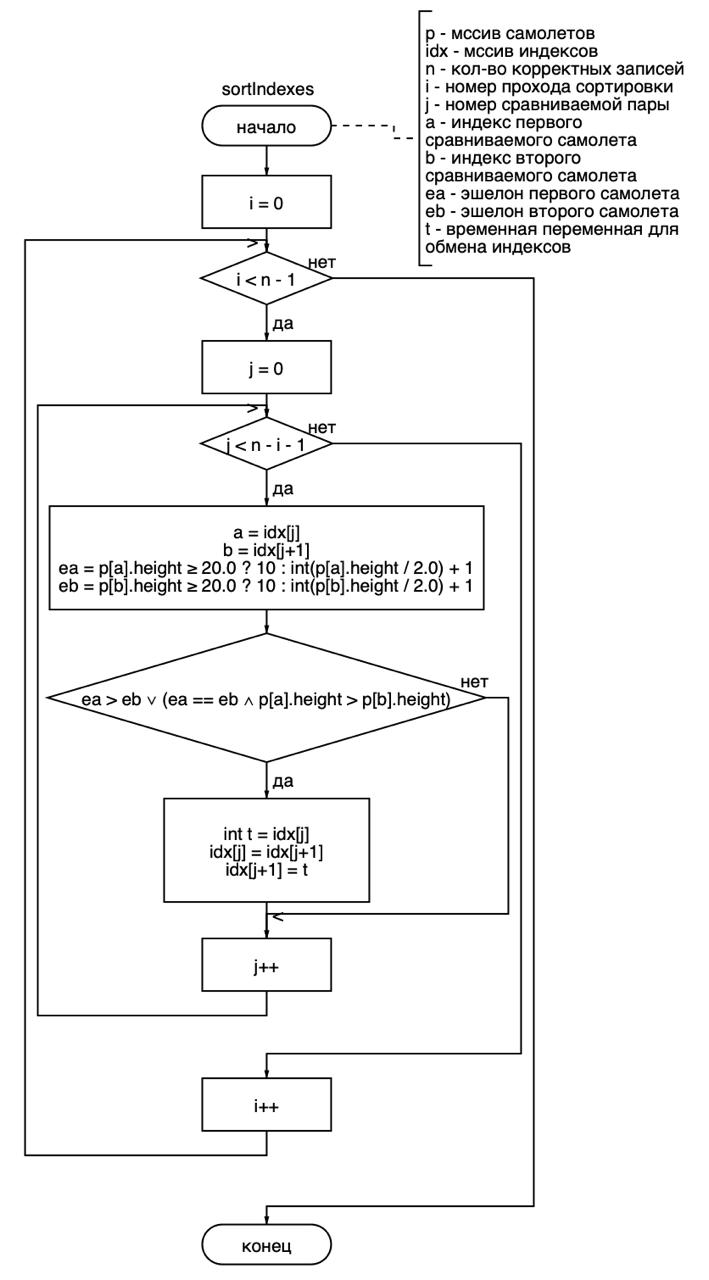 p - мссив самолетов
idx - мссив индексов
n - кол-во корректных записей
i - номер прохода сортировки
j - номер сравниваемой пары
a - индекс первого
сравниваемого самолета
b - индекс второго
сравниваемого самолета
ea - эшелон первого самолета
eb - эшелон второго самолета
t - временная переменная для
обмена индексов
sortIndexes
начало
i = 0
i < n - 1
нет
да
j = 0
j < n - i - 1
нет
да
a = idx[j]
b = idx[j+1]
ea = p[a].height ≥ 20.0 ? 10 : int(p[a].height / 2.0) + 1
eb = p[b].height ≥ 20.0 ? 10 : int(p[b].height / 2.0) + 1
ea > eb ∨ (ea == eb ∧ p[a].height > p[b].height)
нет
да
int t = idx[j]
idx[j] = idx[j+1]
idx[j+1] = t
j++
i++
конец